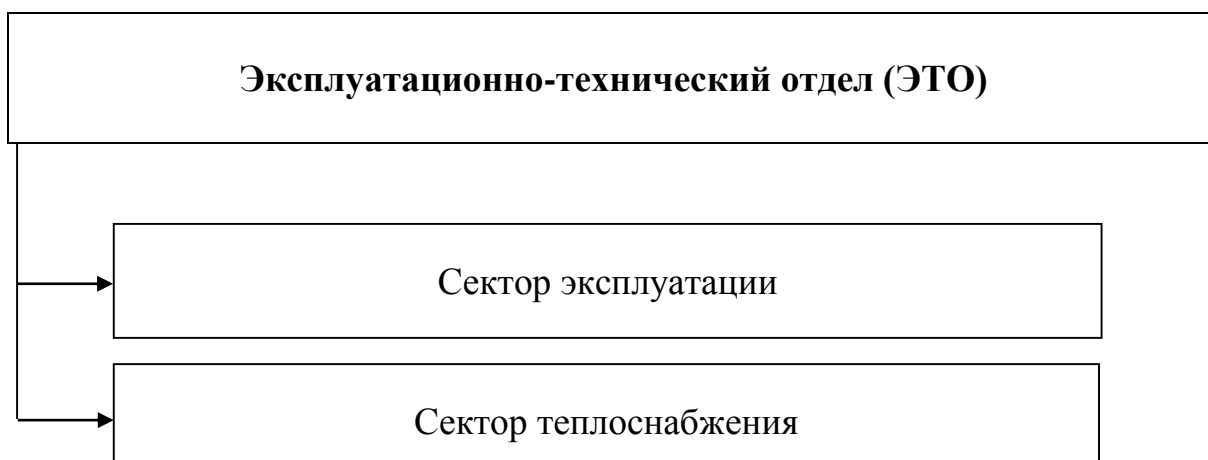 Эксплуатационно-технический отдел (ЭТО)
Сектор эксплуатации
Сектор теплоснабжения